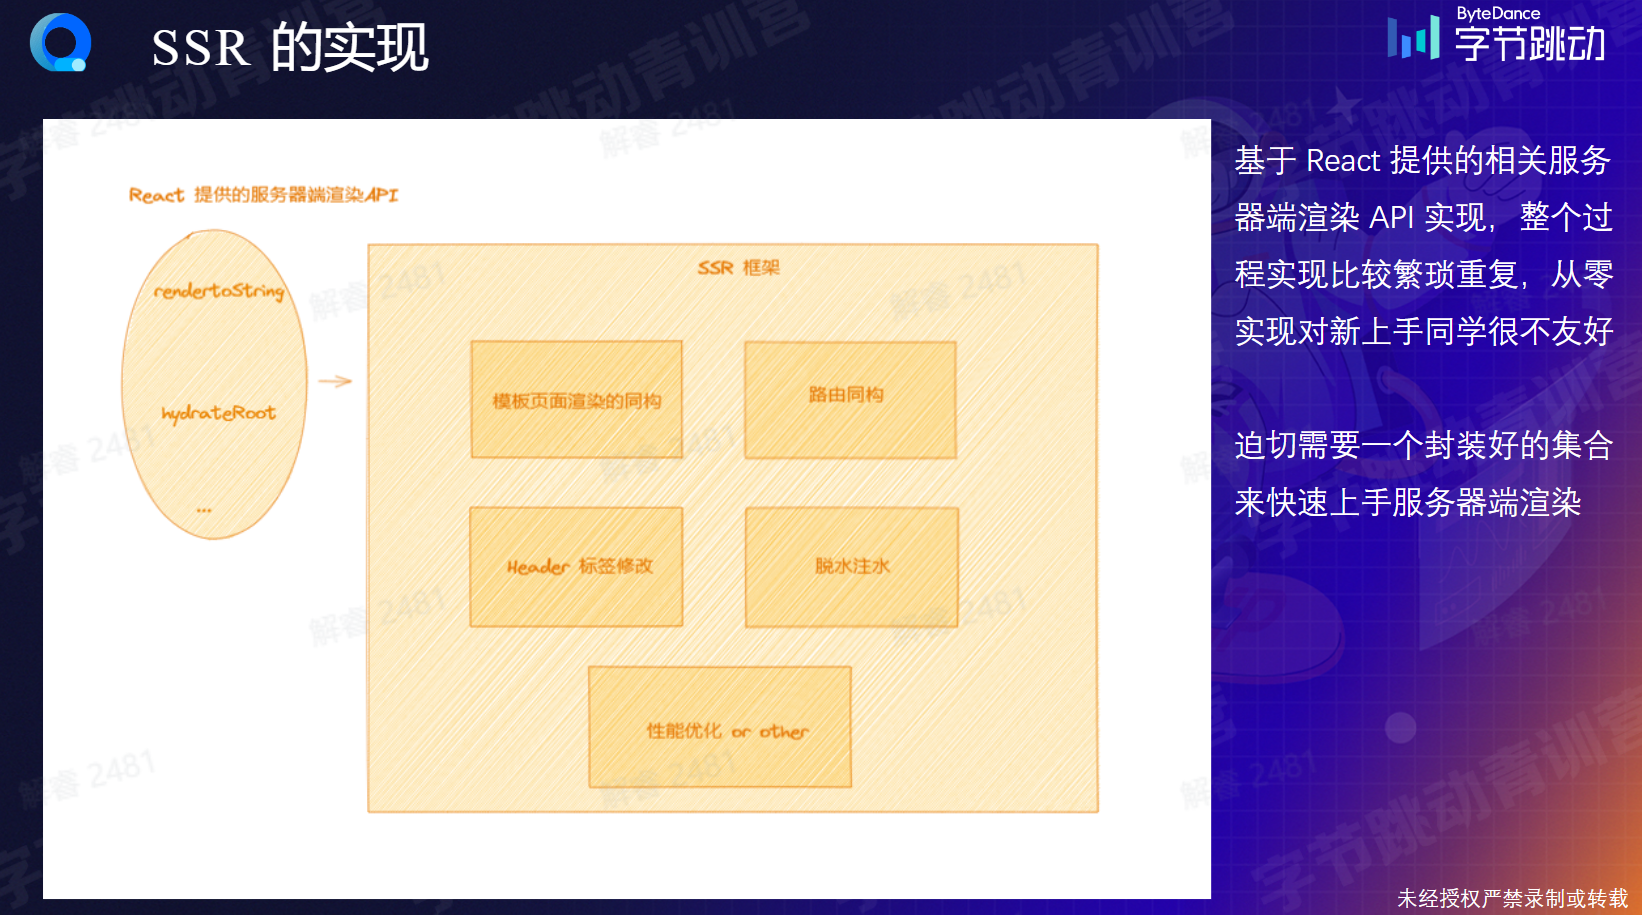 SSR 的实现
ByteDance
字节跳动
React 提供的服务器端渲染API
rendertoString
hydrateRoot
...
SSR 框架
模板页面渲染的同构
路由同构
Header 标签修改
脱水注水
性能优化 or other
基于 React 提供的相关服务
器端渲染 API 实现，整个过
程实现比较繁琐重复，从零
实现对新上手同学很不友好
迫切需要一个封装好的集合
来快速上手服务器端渲染
未经授权严禁录制或转载
字节跳动青训营
解睿 2481